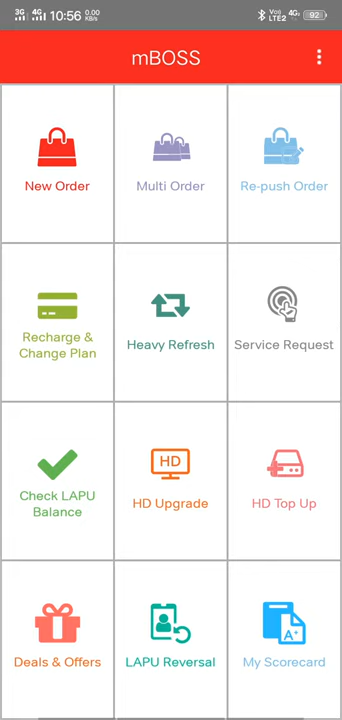 3G 4G 10:56 0.00 KB/s Vo)) LTE2 4G+ 92
mBOSS
New Order
Multi Order
Re-push Order
Recharge &
Change Plan
Heavy Refresh
Service Request
Check LAPU
Balance
HD
HD Upgrade
HD Top Up
Deals & Offers
LAPU Reversal
A+
My Scorecard